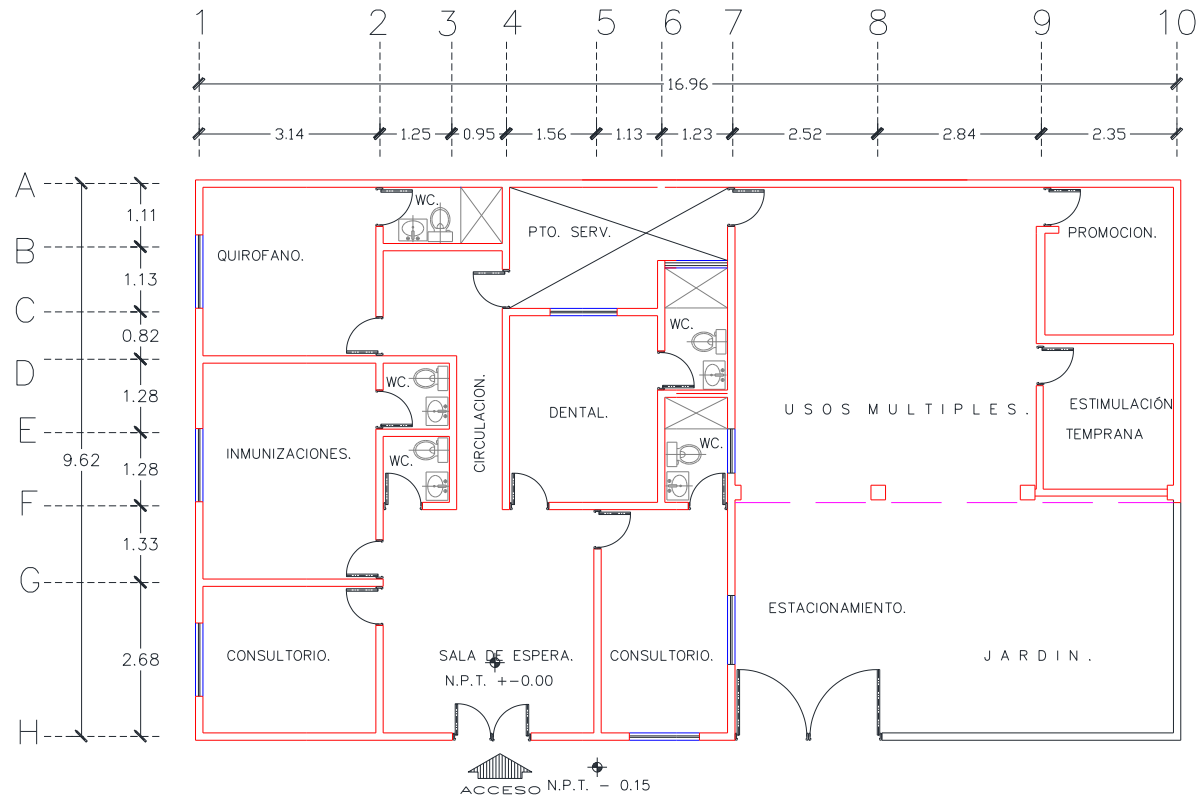 1 2 3 4 5 6 7 8 9 10
16.96
3.14 1.25 0.95 1.56 1.13 1.23 2.52 2.84 2.35
A
1.11
B
1.13
C
0.82
D
1.28
E
9.62
1.28
F
1.33
G
2.68
H
WC.
QUIROFANO.
PTO. SERV.
PROMOCION.
WC.
WC.
DENTAL.
CIRCULACION.
USOS MULTIPLES.
ESTIMULACIÓN
TEMPRANA
INMUNIZACIONES.
WC.
WC.
ESTACIONAMIENTO.
CONSULTORIO.
SALA DE ESPERA.
N.P.T. +-0.00
CONSULTORIO.
JARDIN.
ACCESO
N.P.T. - 0.15